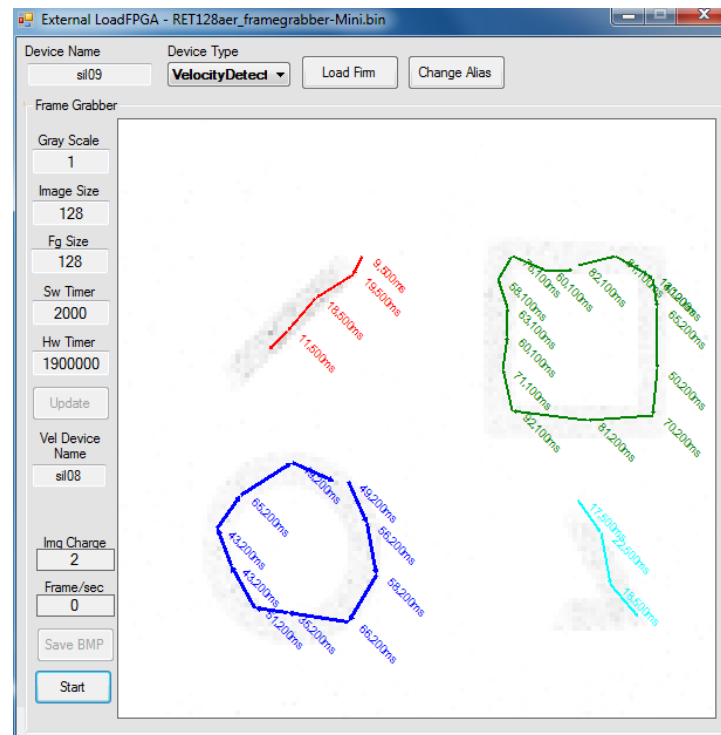 External LoadFPGA - RET128aer_framegrabber-Mini.bin
Device Name
Device Type
sil09
VelocityDetect
Load Firm
Change Alias
Frame Grabber
Gray Scale
1
Image Size
128
Fg Size
128
Sw Timer
2000
Hw Timer
1900000
Update
Vel Device
Name
sil08
Img Charge
2
Frame/sec
0
Save BMP
Start
9,500ms
19,500ms
18,500ms
11,500ms
76,100ms
60,100ms
82,100ms
81,100ms
58,100ms
63,100ms
60,100ms
71,100ms
92,100ms
81,200ms
70,200ms
50,200ms
65,200ms
49,200ms
56,200ms
58,200ms
66,200ms
35,200ms
51,200ms
43,200ms
43,200ms
65,200ms
17,500ms
22,500ms
18,500ms